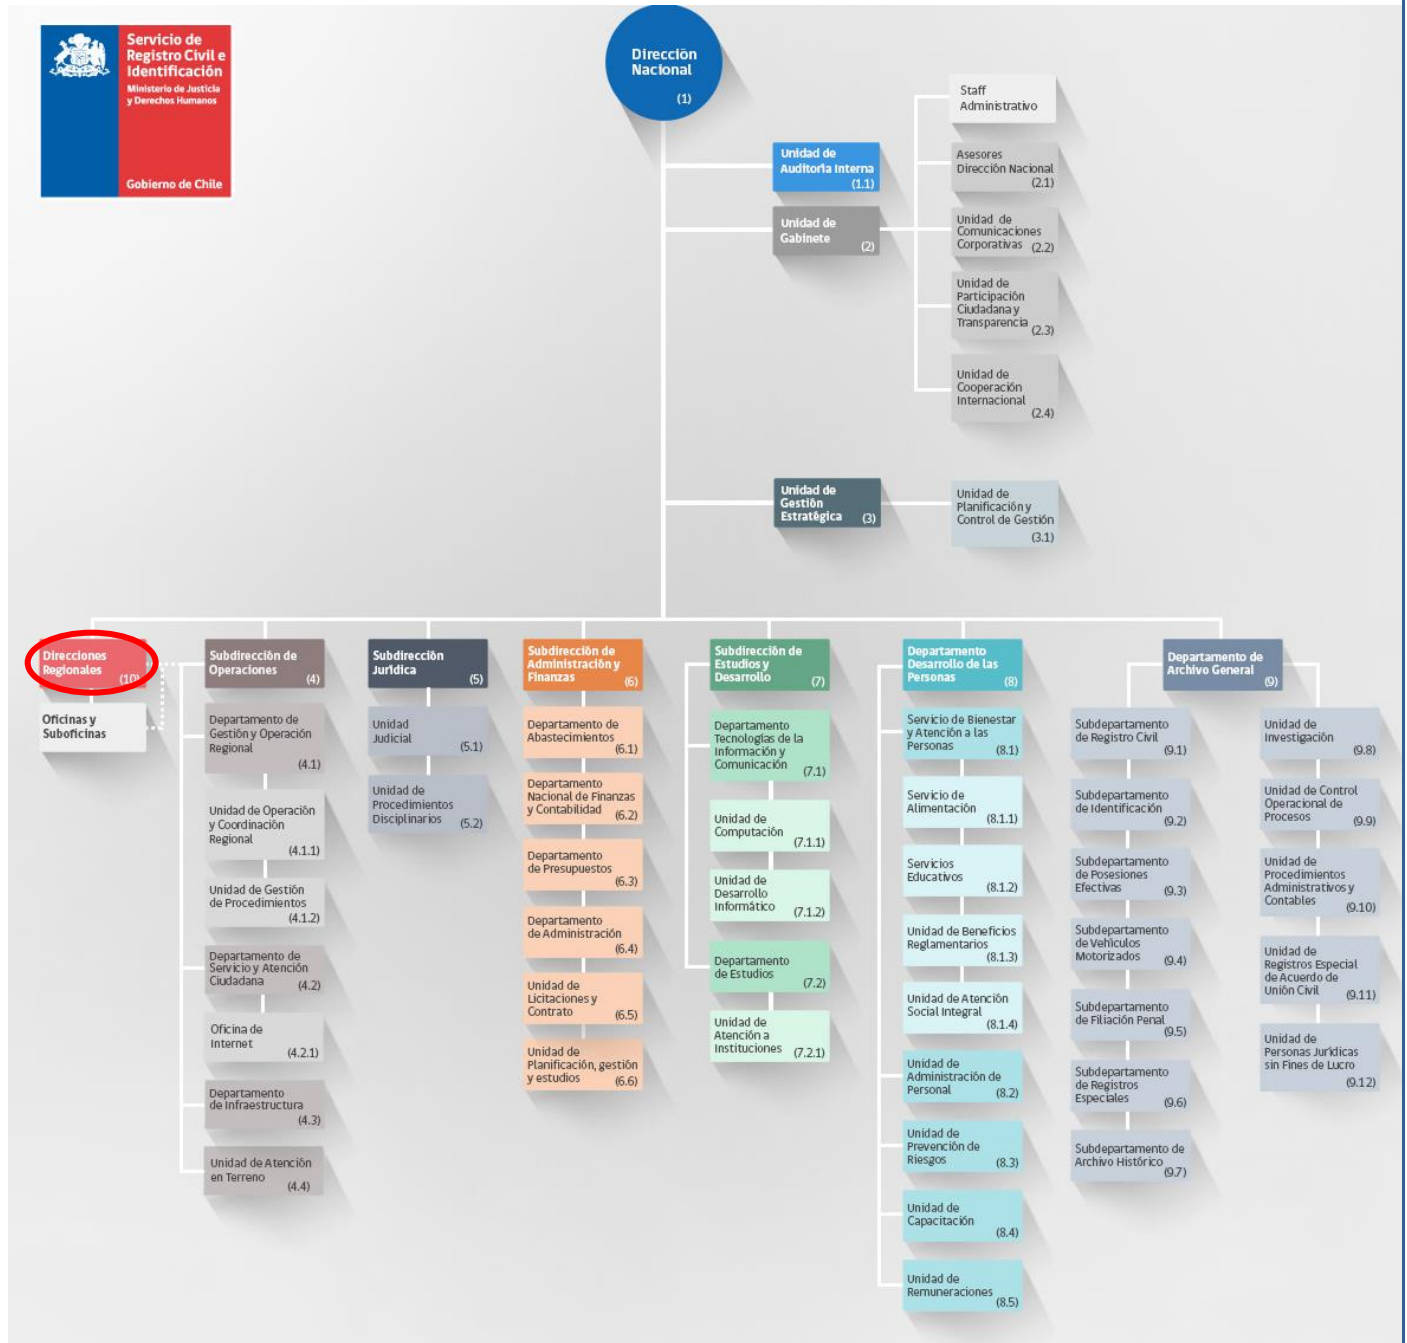 Servicio de
Registro Civil e
Identificación
Ministerio de Justicia
y Derechos Humanos
Gobierno de Chile
Dirección
Nacional
(1)
Staff
Administrativo
Unidad de
Auditoría Interna
(1.1)
Asesores
Dirección Nacional
(2.1)
Unidad de
Gabinete
(2)
Unidad de
Comunicaciones
Corporativas (2.2)
Unidad de
Participación
Ciudadana y
Transparencia
(2.3)
Unidad de
Cooperación
Internacional
(2.4)
Unidad de
Gestión
Estratégica (3)
Unidad de
Planificación y
Control de Gestión
(3.1)
Direcciones
Regionales
(10)
Oficinas y
Suboficinas
Subdirección de
Operaciones
(4)
Departamento de
Gestión y Operación
Regional
(4.1)
Unidad de Operación
y Coordinación
Regional
(4.1.1)
Unidad de Gestión
de Procedimientos
(4.1.2)
Departamento de
Servicio y Atención
Ciudadana (4.2)
Oficina de
Internet
(4.2.1)
Departamento
de Infraestructura
(4.3)
Unidad de Atención
en Terreno
(4.4)
Subdirección
Jurídica
(5)
Unidad
Judicial
(5.1)
Unidad de
Procedimientos
Disciplinarios (5.2)
Subdirección de
Administración y
Finanzas (6)
Departamento de
Abastecimientos
(6.1)
Departamento
Nacional de Finanzas
y Contabilidad (6.2)
Departamento
de Presupuestos
(6.3)
Departamento
de Administración
(6.4)
Unidad de
Licitaciones y
Contrato (6.5)
Unidad de
Planificación, gestión
y estudios (6.6)
Subdirección de
Estudios y
Desarrollo (7)
Departamento
Tecnologías de la
Información y
Comunicación (7.1)
Unidad de
Computación
(7.1.1)
Unidad de
Desarrollo
Informático (7.1.2)
Departamento
de Estudios
(7.2)
Unidad de
Atención a
Instituciones (7.2.1)
Departamento
Desarrollo de las
Personas (8)
Servicio de Bienestar
y Atención a las
Personas (8.1)
Servicio de
Alimentación
(8.1.1)
Servicios
Educativos
(8.1.2)
Unidad de Beneficios
Reglamentarios
(8.1.3)
Unidad de Atención
Social Integral
(8.1.4)
Unidad de
Administración de
Personal (8.2)
Unidad de
Prevención de
Riesgos (8.3)
Unidad de
Capacitación
(8.4)
Unidad de
Remuneraciones
(8.5)
Departamento de
Archivo General
(9)
Subdepartamento
de Registro Civil
(9.1)
Subdepartamento
de Identificación
(9.2)
Subdepartamento
de Posesiones
Efectivas (9.3)
Subdepartamento
de Vehículos
Motorizados (9.4)
Subdepartamento
de Filiación Penal
(9.5)
Subdepartamento
de Registros
Especiales (9.6)
Subdepartamento de
Archivo Histórico
(9.7)
Unidad de
Investigación
(9.8)
Unidad de Control
Operacional de
Procesos (9.9)
Unidad de
Procedimientos
Administrativos y
Contables (9.10)
Unidad de
Registros Especial
de Acuerdo de
Unión Civil (9.11)
Unidad de
Personas Jurídicas
sin Fines de Lucro
(9.12)